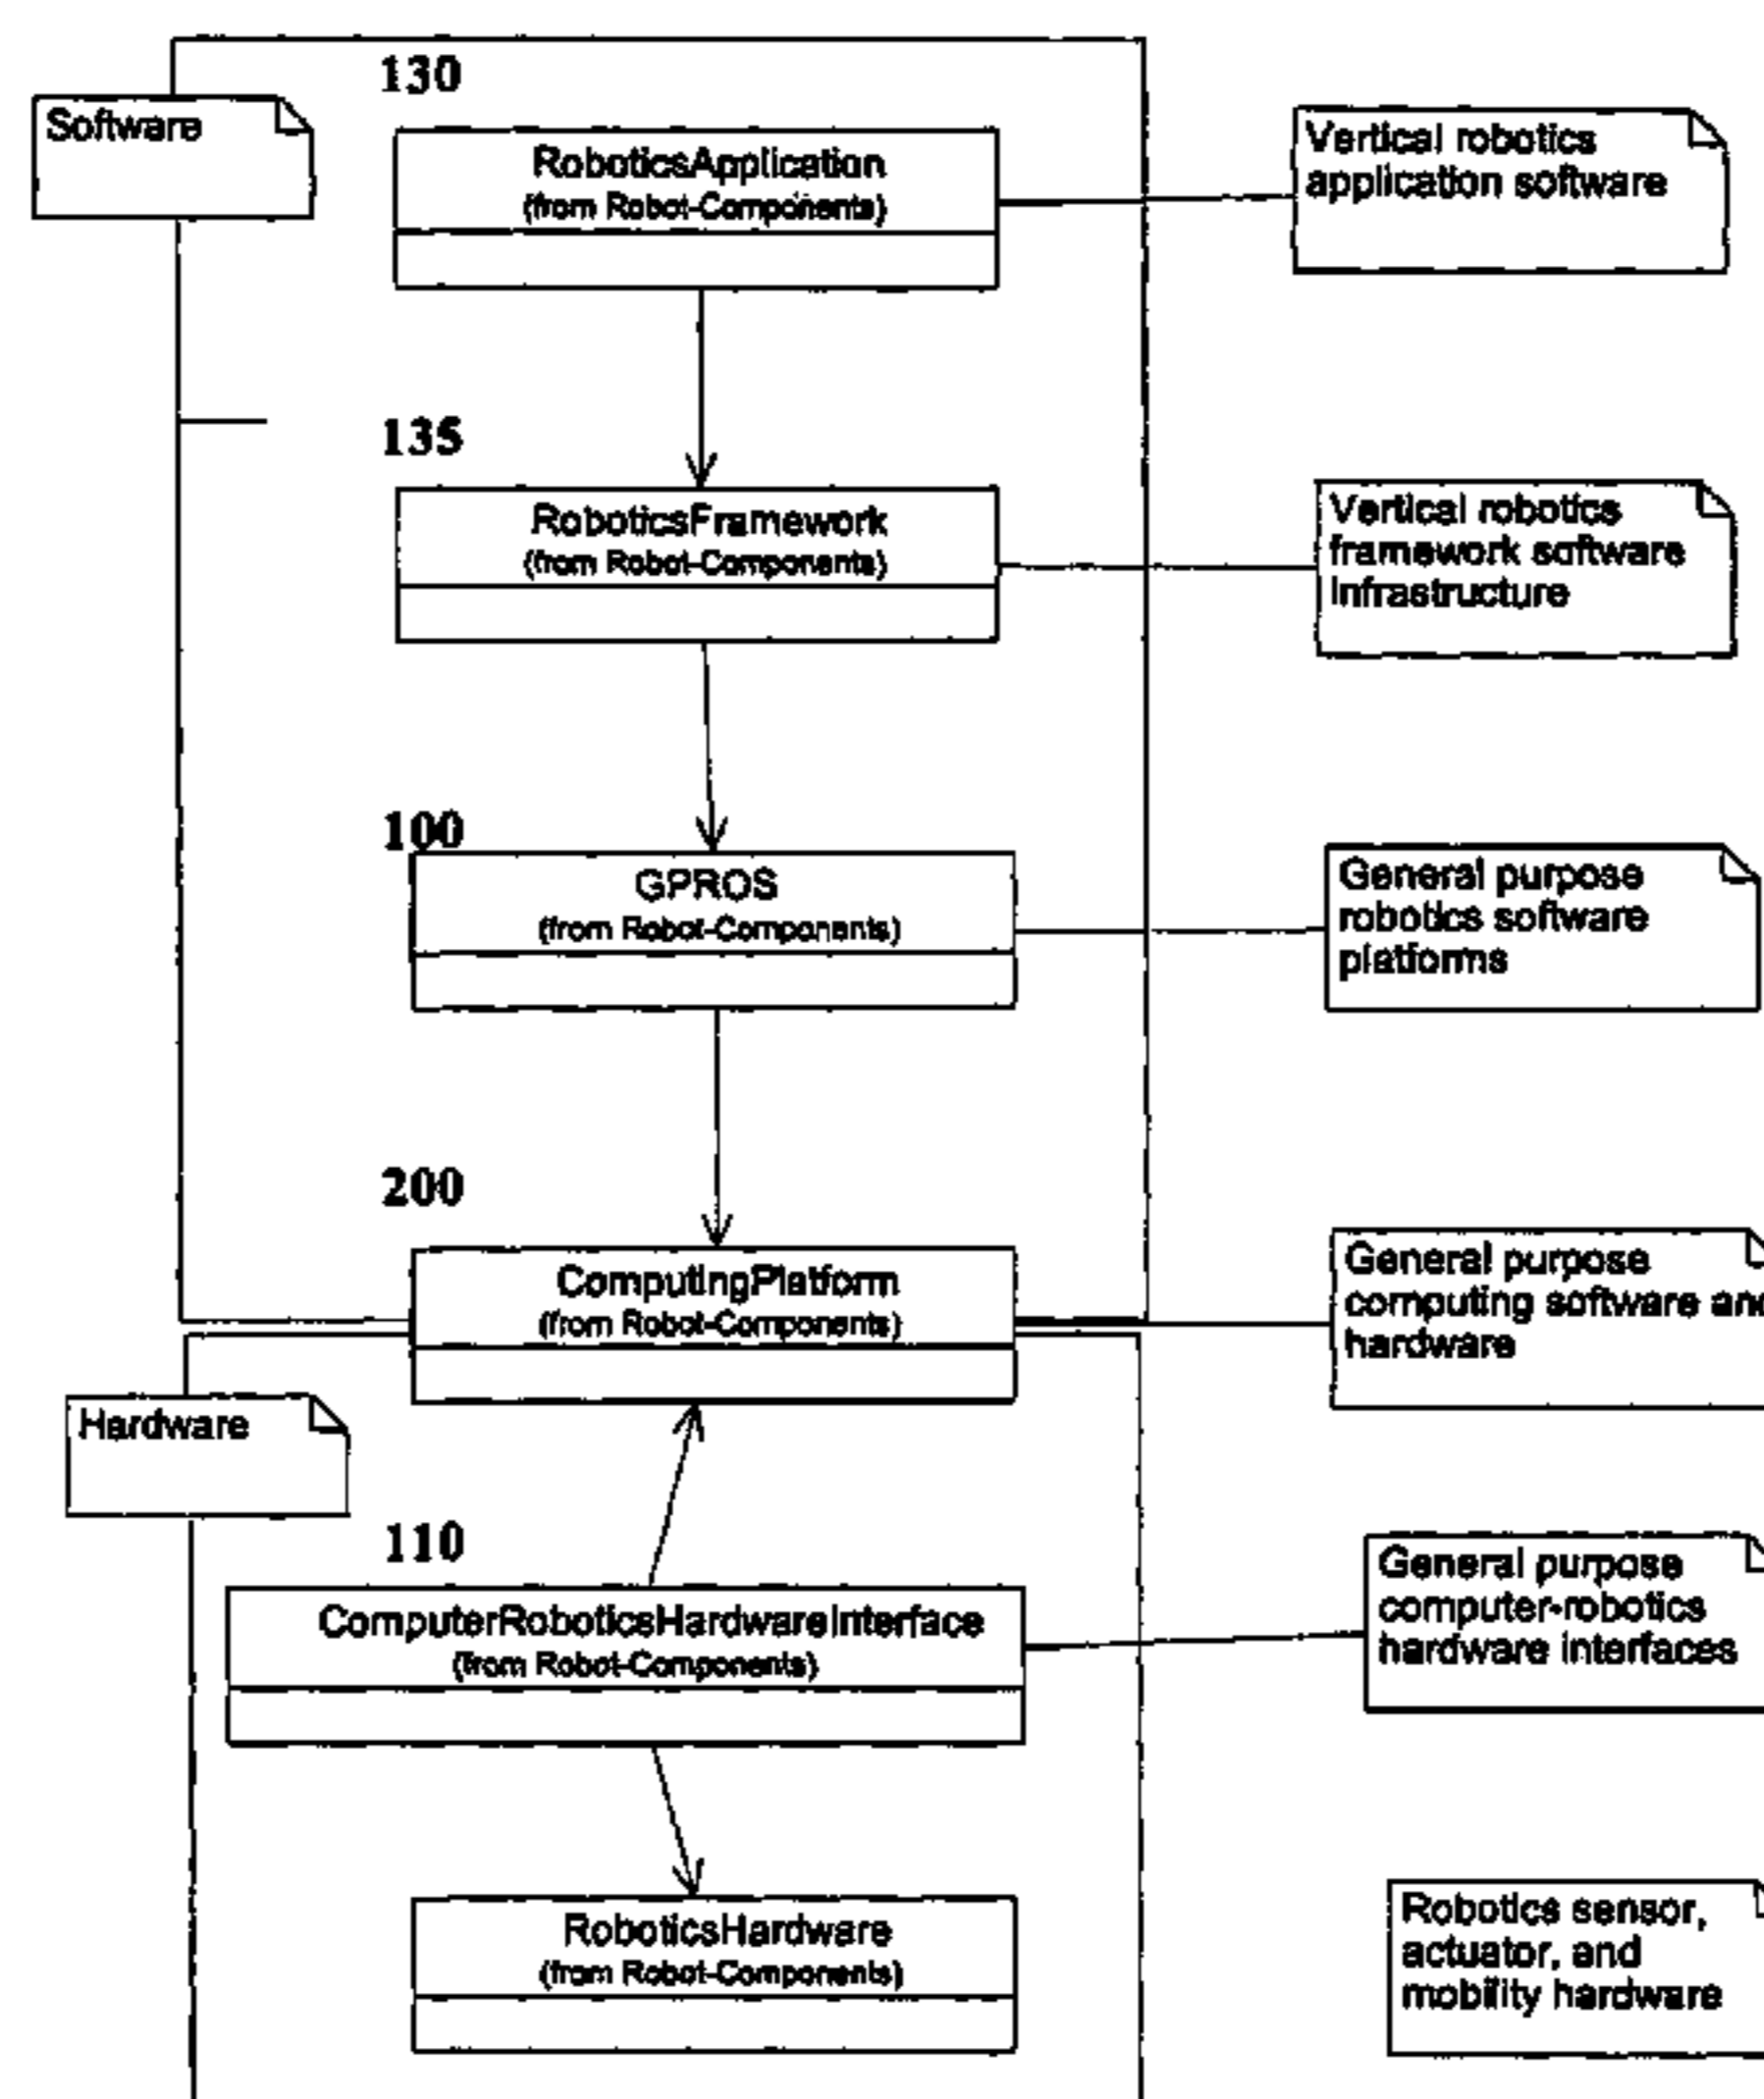 130
Software
RoboticsApplication
(from Robot-Components)
Vertical robotics
application software
135
RoboticsFramework
(from Robot-Components)
Vertical robotics
framework software
infrastructure
100
GPROS
(from Robot-Components)
General purpose
robotics software
platforms
200
ComputingPlatform
(from Robot-Components)
General purpose
computing software and
hardware
Hardware
110
ComputerRoboticsHardwareInterface
(from Robot-Components)
General purpose
computer-robotics
hardware interfaces
RoboticsHardware
(from Robot-Components)
Robotics sensor,
actuator, and
mobility hardware